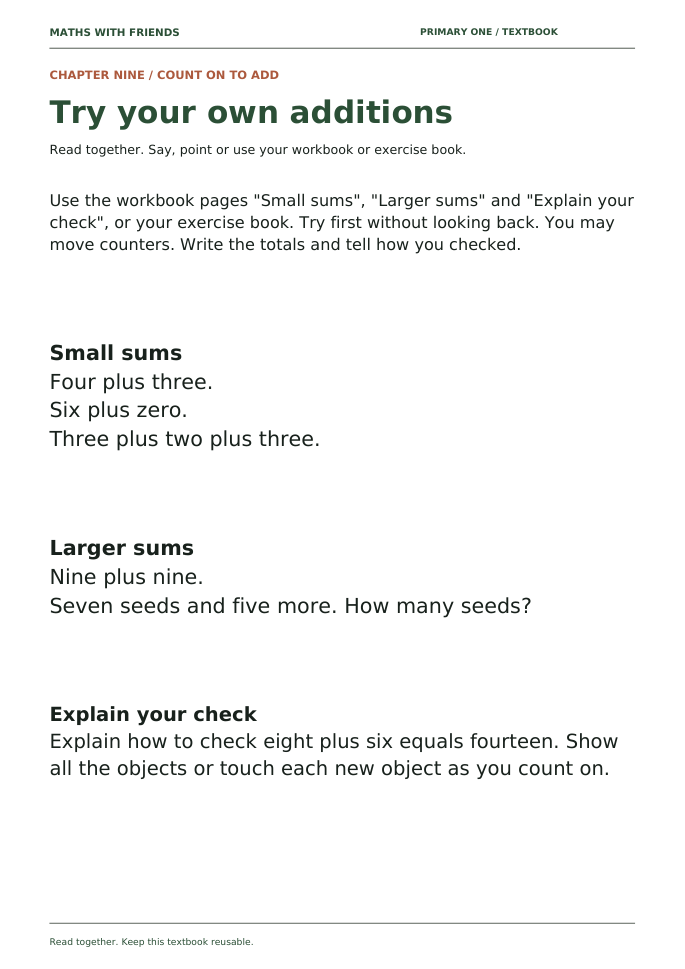 MATHS WITH FRIENDS
PRIMARY ONE / TEXTBOOK
CHAPTER NINE / COUNT ON TO ADD
Try your own additions
Read together. Say, point or use your workbook or exercise book.
Use the workbook pages "Small sums", "Larger sums" and "Explain your
check", or your exercise book. Try first without looking back. You may
move counters. Write the totals and tell how you checked.
Small sums
Four plus three.
Six plus zero.
Three plus two plus three.
Larger sums
Nine plus nine.
Seven seeds and five more. How many seeds?
Explain your check
Explain how to check eight plus six equals fourteen. Show
all the objects or touch each new object as you count on.
Read together. Keep this textbook reusable.